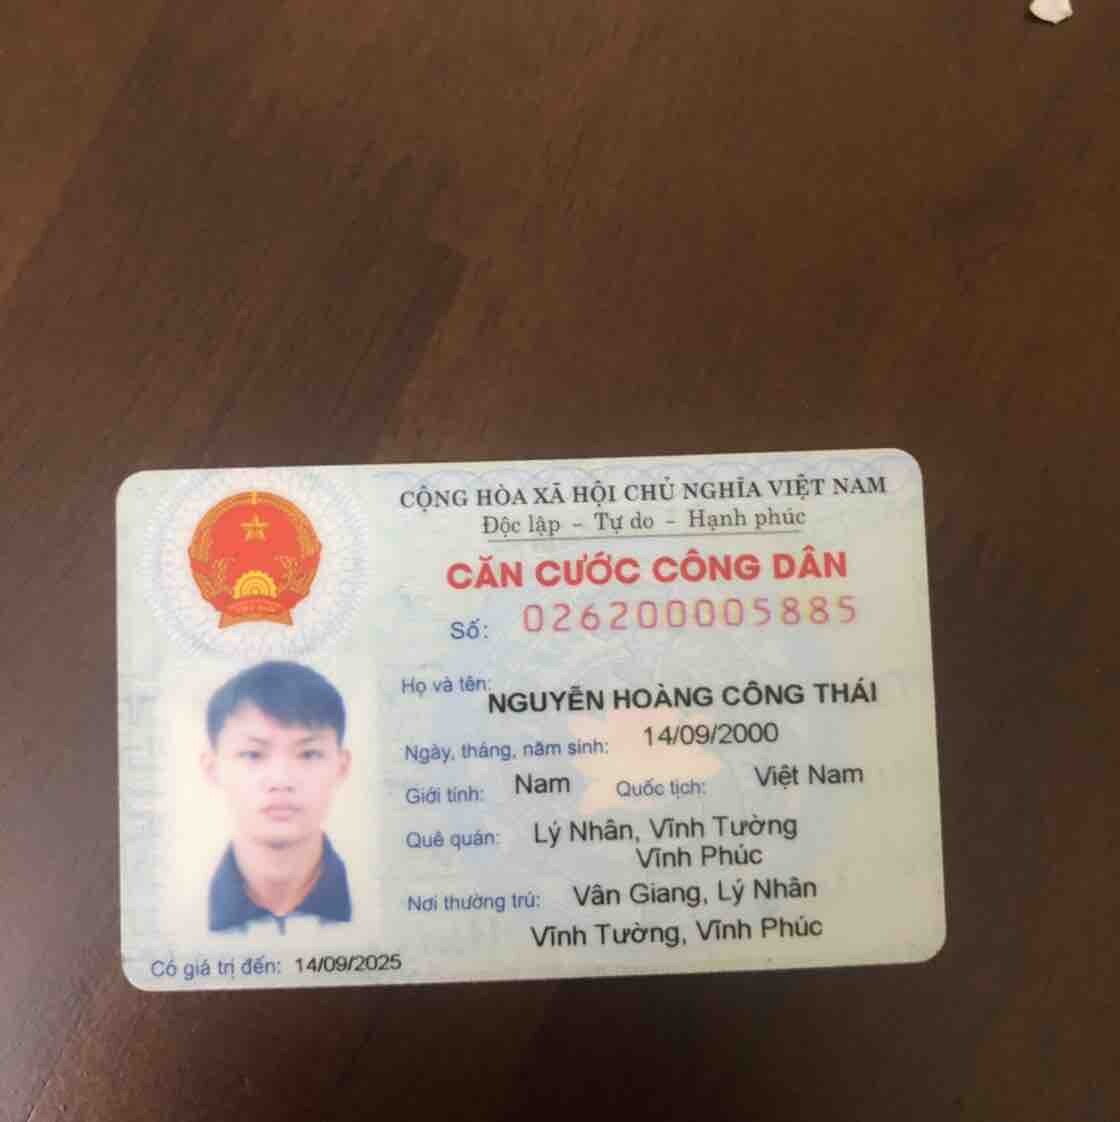 CỘNG HÒA XÃ HỘI CHỦ NGHĨA VIỆT NAM
Độc lập - Tự do - Hạnh phúc
CĂN CƯỚC CÔNG DÂN
Số: 026200005885
Họ và tên: NGUYỄN HOÀNG CÔNG THÁI
Ngày, tháng, năm sinh: 14/09/2000
Giới tính: Nam Quốc tịch: Việt Nam
Quê quán: Lý Nhân, Vĩnh Tường
Vĩnh Phúc
Nơi thường trú: Vân Giang, Lý Nhân
Vĩnh Tường, Vĩnh Phúc
Có giá trị đến: 14/09/2025